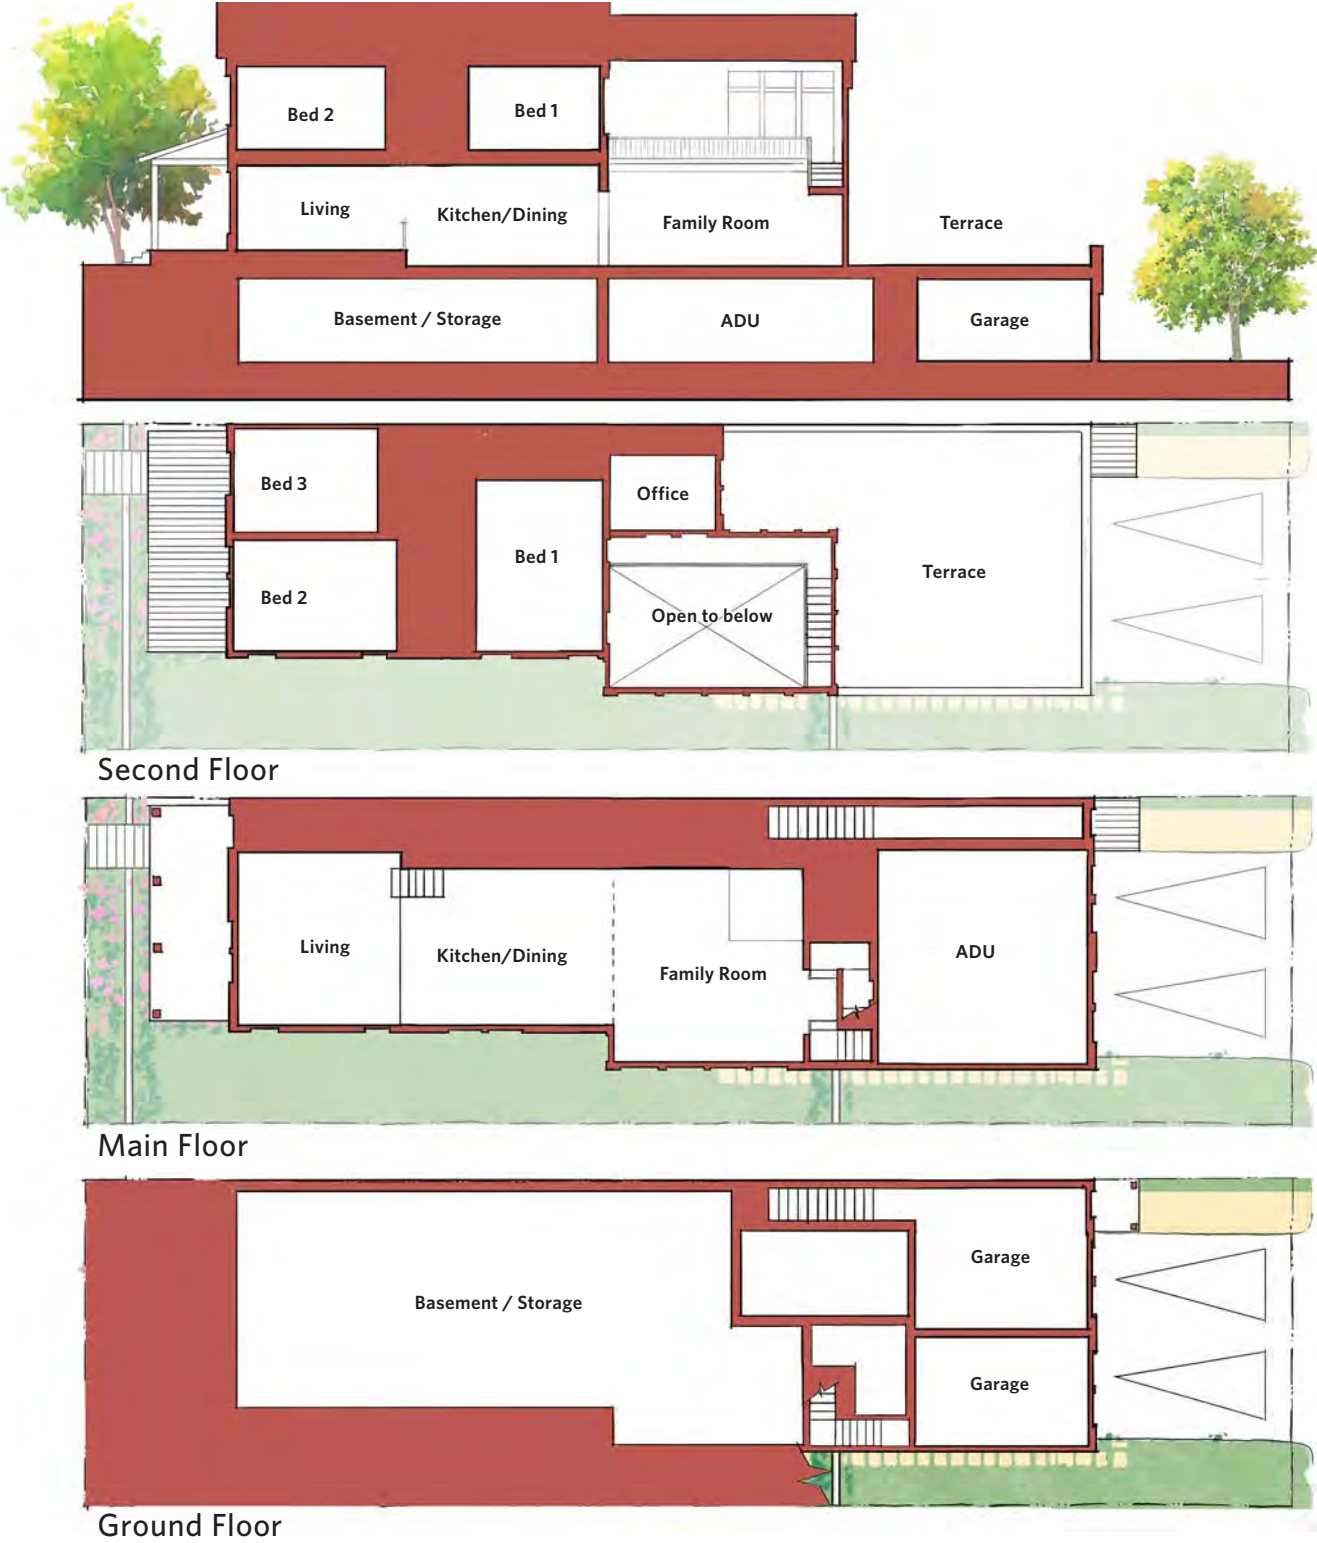 Bed 2
Bed 1
Living
Kitchen/Dining
Family Room
Terrace
Basement / Storage
ADU
Garage
Bed 3
Office
Bed 1
Terrace
Bed 2
Open to below
Second Floor
Living
Kitchen/Dining
Family Room
ADU
Main Floor
Garage
Basement / Storage
Garage
Ground Floor